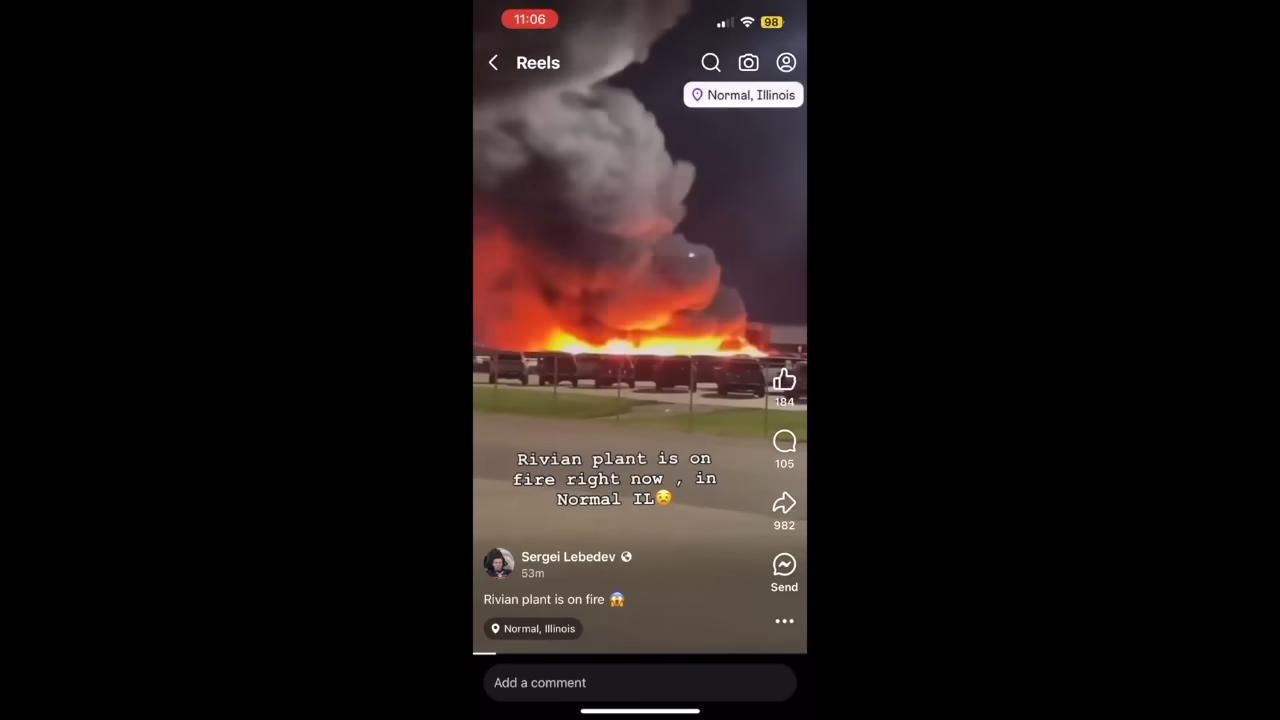 11:06
98
Reels
Normal, Illinois
184
105
Rivian plant is on
fire right now , in
Normal IL😟
982
Sergei Lebedev
53m
Send
Rivian plant is on fire 😱
Normal, Illinois
Add a comment